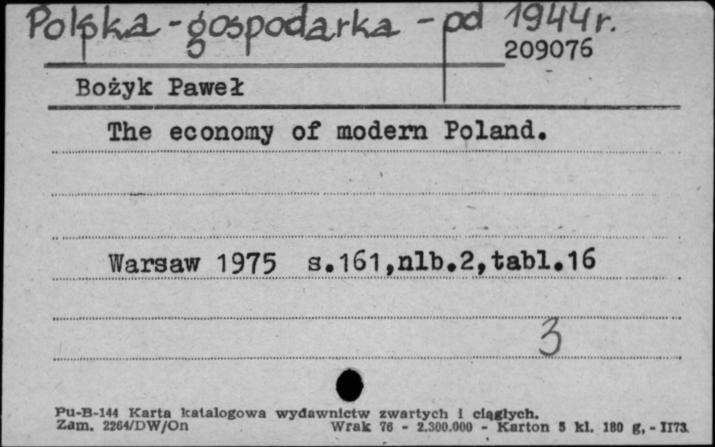 Polska - gospodarka - pd 1944 r.
209076
Bożyk Paweł
The economy of modern Poland.
Warsaw 1975 s.161,nlb.2,tabl.16
3
Pu-B-144 Karta katalogowa wydawnictw zwartych i ciągłych.
Zam. 2264/DW/On Wrak 76 - 2.300.000 - Karton 5 kl. 180 g, - II73.